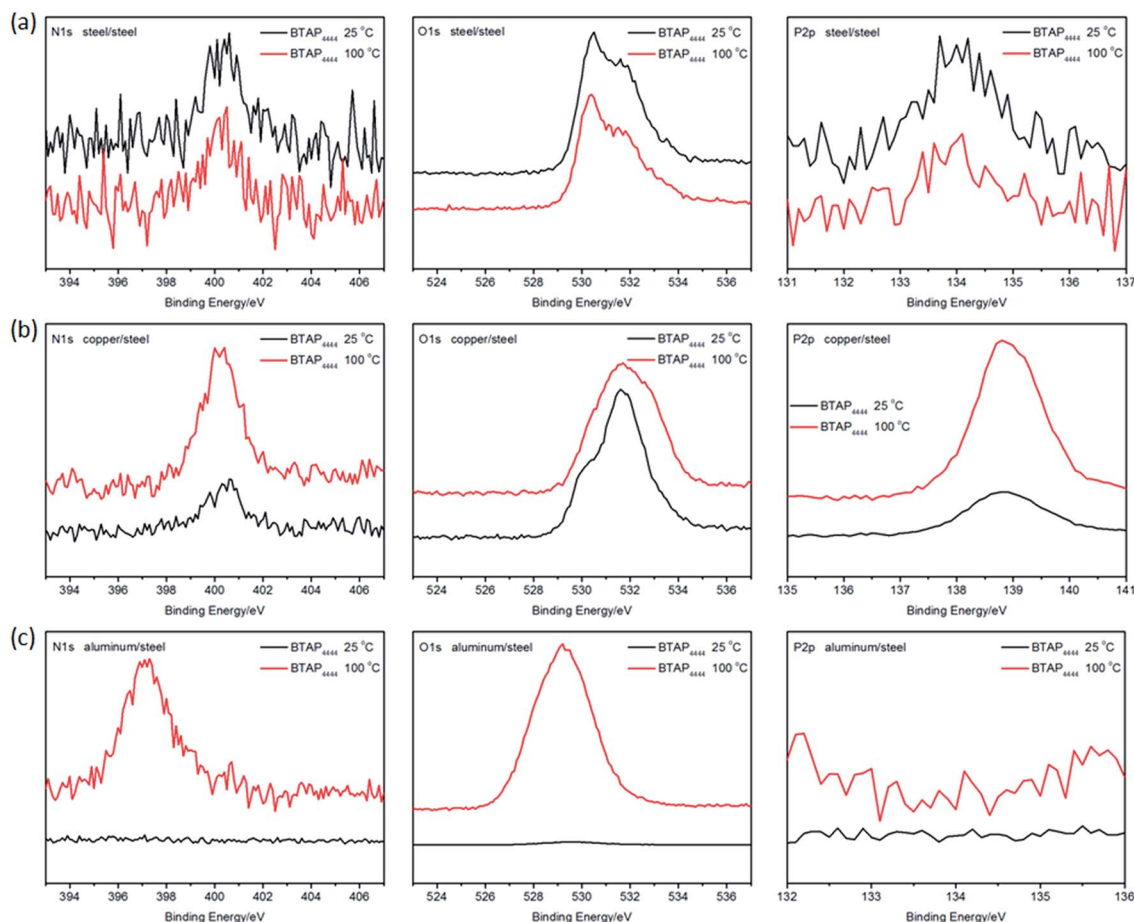 (a)
N1s steel/steel
BTAP4444 25 °C
BTAP4444 100 °C
394 396 398 400 402 404 406
Binding Energy/eV
O1s steel/steel
BTAP4444 25 °C
BTAP4444 100 °C
524 526 528 530 532 534 536
Binding Energy/eV
P2p steel/steel
BTAP4444 25 °C
BTAP4444 100 °C
131 132 133 134 135 136 137
Binding Energy/eV
(b)
N1s copper/steel
BTAP4444 25 °C
BTAP4444 100 °C
394 396 398 400 402 404 406
Binding Energy/eV
O1s copper/steel
BTAP4444 25 °C
BTAP4444 100 °C
524 526 528 530 532 534 536
Binding Energy/eV
P2p copper/steel
BTAP4444 25 °C
BTAP4444 100 °C
135 136 137 138 139 140 141
Binding Energy/eV
(c)
N1s aluminum/steel
BTAP4444 25 °C
BTAP4444 100 °C
394 396 398 400 402 404 406
Binding Energy/eV
O1s aluminum/steel
BTAP4444 25 °C
BTAP4444 100 °C
524 526 528 530 532 534 536
Binding Energy/eV
P2p aluminum/steel
BTAP4444 25 °C
BTAP4444 100 °C
132 133 134 135 136
Binding Energy/eV